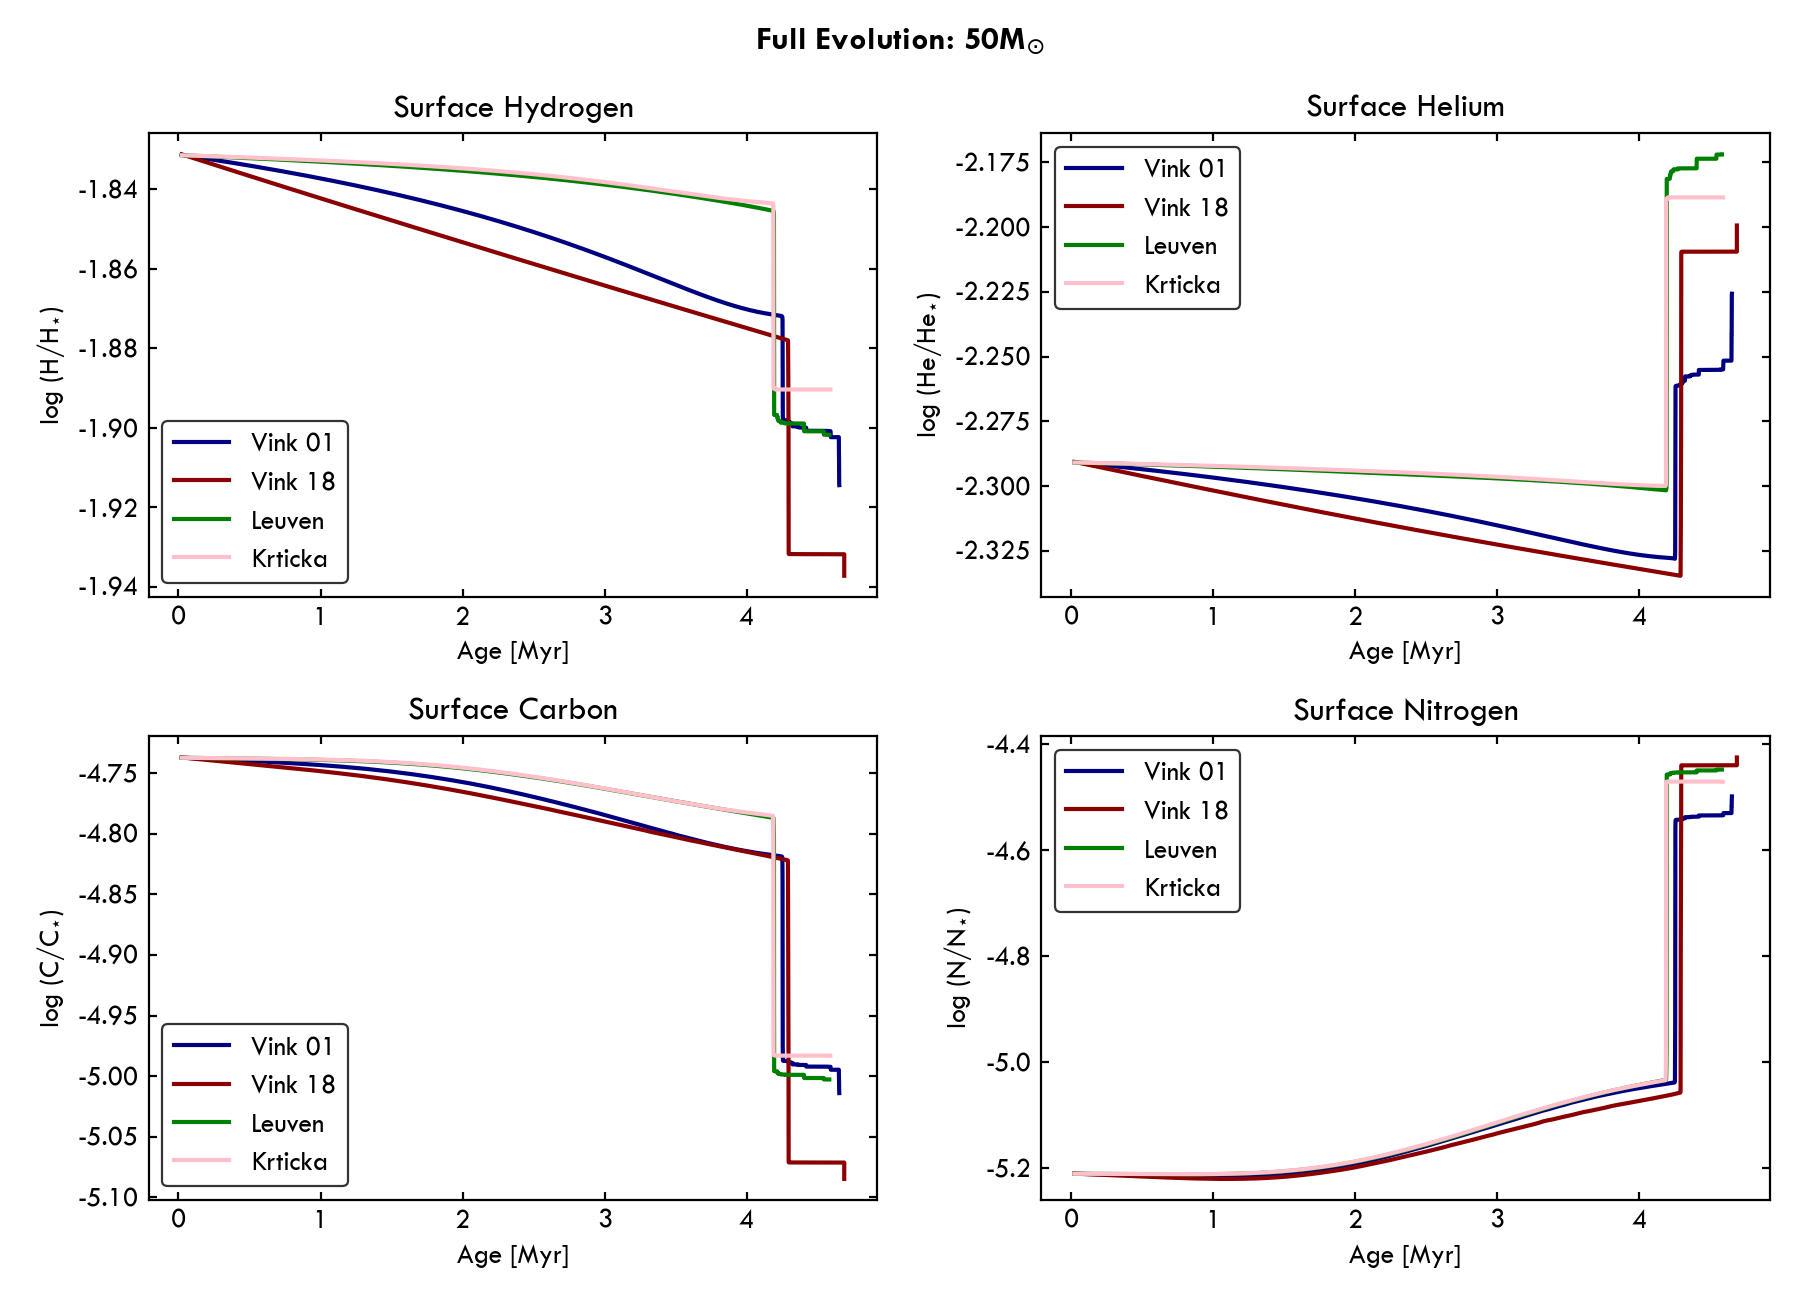 Full Evolution: 50M☉
Surface Hydrogen
log (H/H⋆)
-1.84
-1.86
-1.88
-1.90
-1.92
-1.94
Vink 01
Vink 18
Leuven
Krticka
0 1 2 3 4
Age [Myr]
Surface Helium
log (He/He⋆)
-2.175
-2.200
-2.225
-2.250
-2.275
-2.300
-2.325
Vink 01
Vink 18
Leuven
Krticka
0 1 2 3 4
Age [Myr]
Surface Carbon
log (C/C⋆)
-4.75
-4.80
-4.85
-4.90
-4.95
-5.00
-5.05
-5.10
Vink 01
Vink 18
Leuven
Krticka
0 1 2 3 4
Age [Myr]
Surface Nitrogen
log (N/N⋆)
-4.4
-4.6
-4.8
-5.0
-5.2
Vink 01
Vink 18
Leuven
Krticka
0 1 2 3 4
Age [Myr]